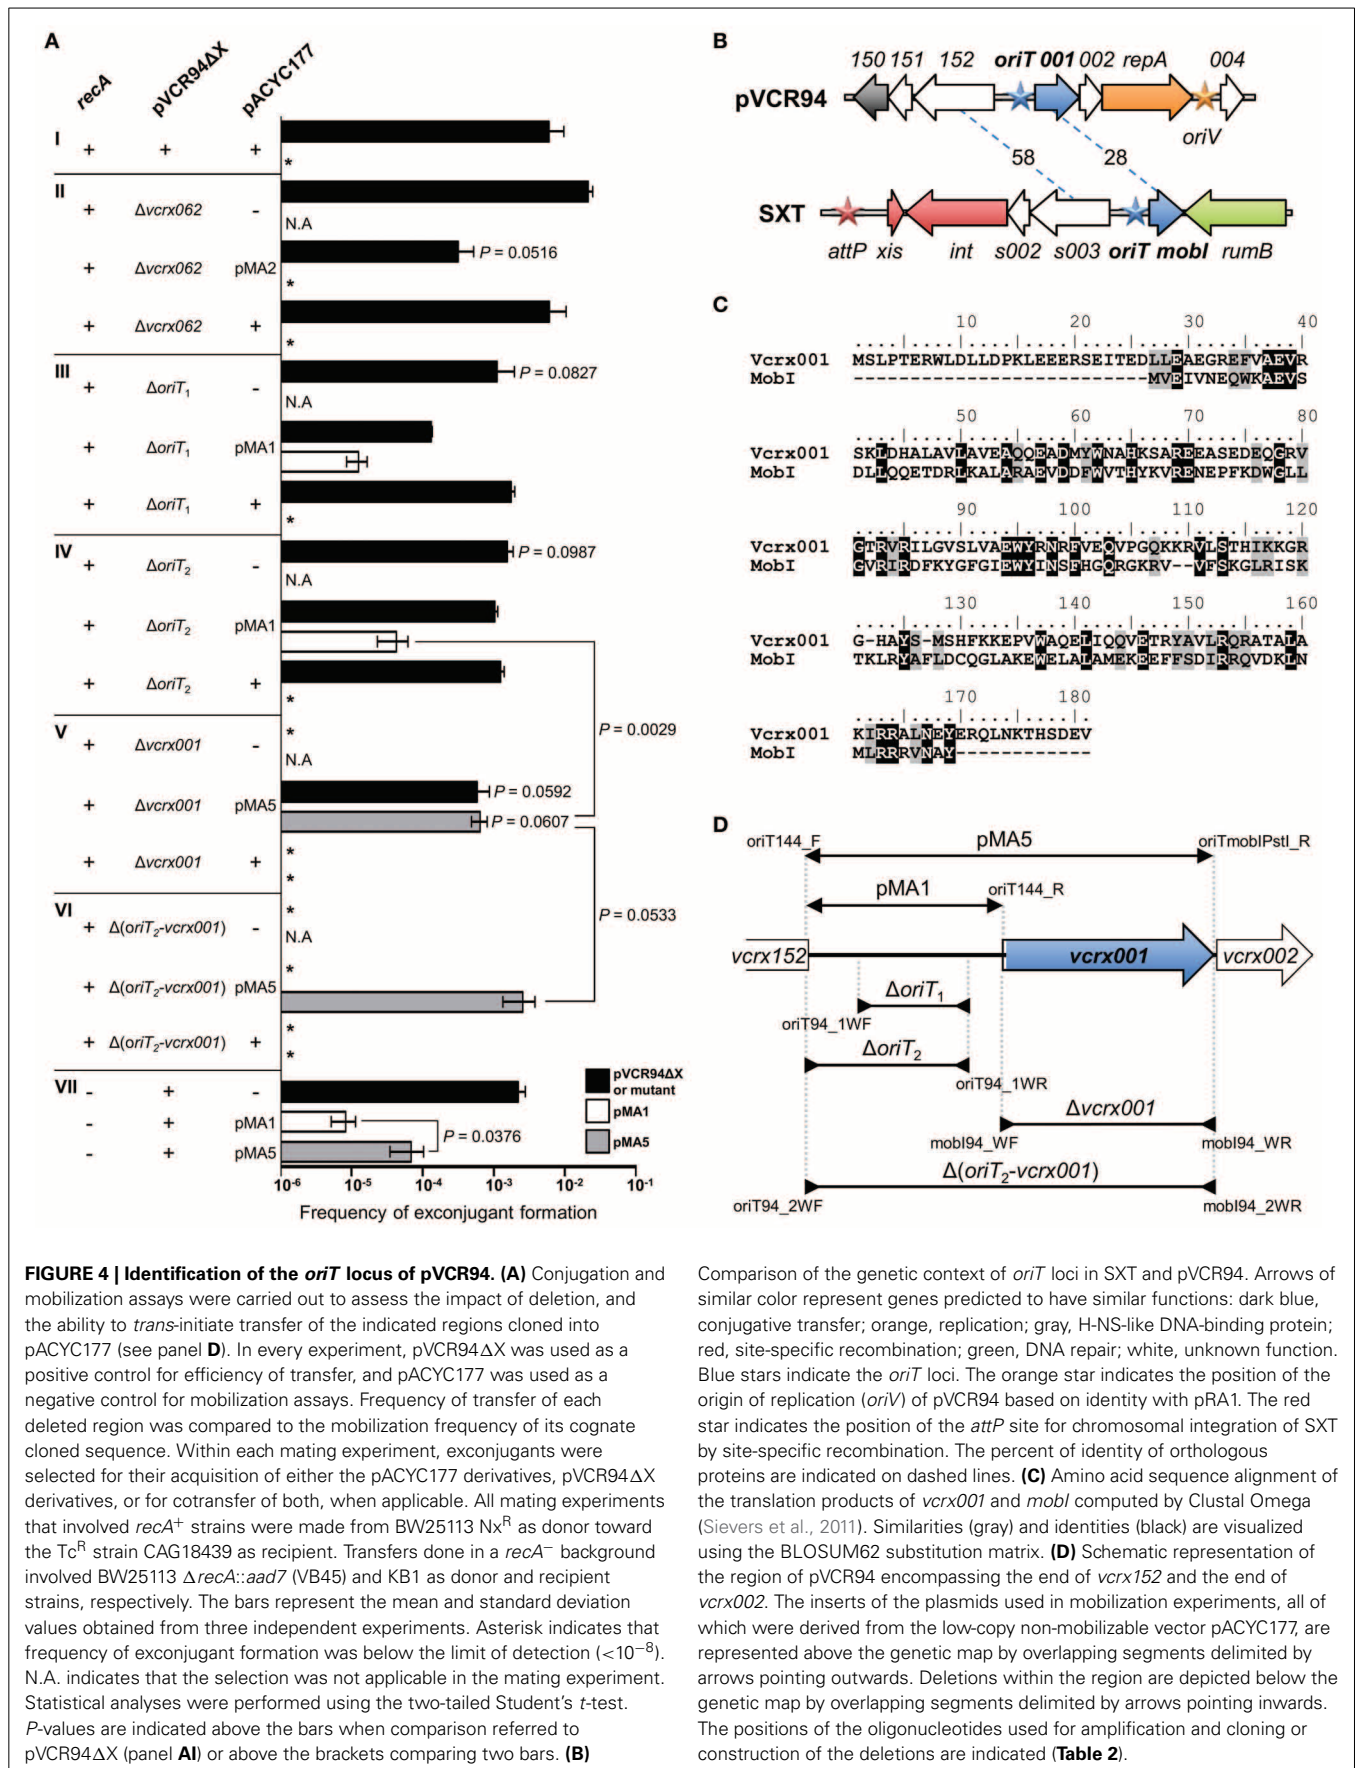 A
recA
pVCR94ΔX
pACYC177
I
+ + +
*
II
+ Δvcrx062 -
N.A
+ Δvcrx062 pMA2
P = 0.0516
*
+ Δvcrx062 +
*
III
+ ΔoriT1 -
P = 0.0827
N.A
+ ΔoriT1 pMA1
+ ΔoriT1 +
*
IV
+ ΔoriT2 -
P = 0.0987
N.A
+ ΔoriT2 pMA1
+ ΔoriT2 +
*
P = 0.0029
V
*
+ Δvcrx001 -
N.A
+ Δvcrx001 pMA5
P = 0.0592
P = 0.0607
+ Δvcrx001 +
*
*
P = 0.0533
VI
*
+ Δ(oriT2-vcrx001) -
N.A
*
+ Δ(oriT2-vcrx001) pMA5
+ Δ(oriT2-vcrx001) +
*
*
VII
- + -
- + pMA1
P = 0.0376
- + pMA5
pVCR94ΔX
or mutant
pMA1
pMA5
10-6 10-5 10-4 10-3 10-2 10-1
Frequency of exconjugant formation
B
150 151 152 oriT 001 002 repA 004
pVCR94
oriV
58 28
SXT
attP xis int s002 s003 oriT mobI rumB
C
10 20 30 40
Vcrx001 MSLPTERWLDLLDPKLEEERSEITEDLLEAEGREFVAEVR
MobI --------------------------MVEIVNEQWKAEVS
50 60 70 80
Vcrx001 SKLDHALAVLAVEAQQEADMYWNAHKSAREEASEDEQGRV
MobI DLLQQETDRLKALARAEVDDFWVTHYKVRENEPFKDWGLL
90 100 110 120
Vcrx001 GTRVRILGVSLVAEWYRNRFVEQVPGQKKRVLSTHIKKGR
MobI GVRIRDFKYGFGIEWYINSFHGQRGKRV--VFSKGLRISK
130 140 150 160
Vcrx001 G-HAYS-MSHFKKEPVWAQELIQQVETRYAVLRQRATALA
MobI TKLRYAFLDCQGLAKEWELALAMEKEEFFSDIRRQVDKLN
170 180
Vcrx001 KIRRALNEYERQLNKTHSDEV
MobI MLRRRVNAY------------
D
oriT144_F pMA5 oriTmobIPstI_R
pMA1 oriT144_R
vcrx152 vcrx001 vcrx002
ΔoriT1
oriT94_1WF
ΔoriT2
oriT94_1WR
Δvcrx001
mobI94_WF mobI94_WR
Δ(oriT2-vcrx001)
oriT94_2WF mobI94_2WR
FIGURE 4 | Identification of the oriT locus of pVCR94. (A) Conjugation and
mobilization assays were carried out to assess the impact of deletion, and
the ability to trans-initiate transfer of the indicated regions cloned into
pACYC177 (see panel D). In every experiment, pVCR94ΔX was used as a
positive control for efficiency of transfer, and pACYC177 was used as a
negative control for mobilization assays. Frequency of transfer of each
deleted region was compared to the mobilization frequency of its cognate
cloned sequence. Within each mating experiment, exconjugants were
selected for their acquisition of either the pACYC177 derivatives, pVCR94ΔX
derivatives, or for cotransfer of both, when applicable. All mating experiments
that involved recA+ strains were made from BW25113 NxR as donor toward
the TcR strain CAG18439 as recipient. Transfers done in a recA− background
involved BW25113 ΔrecA::aad7 (VB45) and KB1 as donor and recipient
strains, respectively. The bars represent the mean and standard deviation
values obtained from three independent experiments. Asterisk indicates that
frequency of exconjugant formation was below the limit of detection (<10−8).
N.A. indicates that the selection was not applicable in the mating experiment.
Statistical analyses were performed using the two-tailed Student's t-test.
P-values are indicated above the bars when comparison referred to
pVCR94ΔX (panel AI) or above the brackets comparing two bars. (B)
Comparison of the genetic context of oriT loci in SXT and pVCR94. Arrows of
similar color represent genes predicted to have similar functions: dark blue,
conjugative transfer; orange, replication; gray, H-NS-like DNA-binding protein;
red, site-specific recombination; green, DNA repair; white, unknown function.
Blue stars indicate the oriT loci. The orange star indicates the position of the
origin of replication (oriV) of pVCR94 based on identity with pRA1. The red
star indicates the position of the attP site for chromosomal integration of SXT
by site-specific recombination. The percent of identity of orthologous
proteins are indicated on dashed lines. (C) Amino acid sequence alignment of
the translation products of vcrx001 and mobI computed by Clustal Omega
(Sievers et al., 2011). Similarities (gray) and identities (black) are visualized
using the BLOSUM62 substitution matrix. (D) Schematic representation of
the region of pVCR94 encompassing the end of vcrx152 and the end of
vcrx002. The inserts of the plasmids used in mobilization experiments, all of
which were derived from the low-copy non-mobilizable vector pACYC177, are
represented above the genetic map by overlapping segments delimited by
arrows pointing outwards. Deletions within the region are depicted below the
genetic map by overlapping segments delimited by arrows pointing inwards.
The positions of the oligonucleotides used for amplification and cloning or
construction of the deletions are indicated (Table 2).